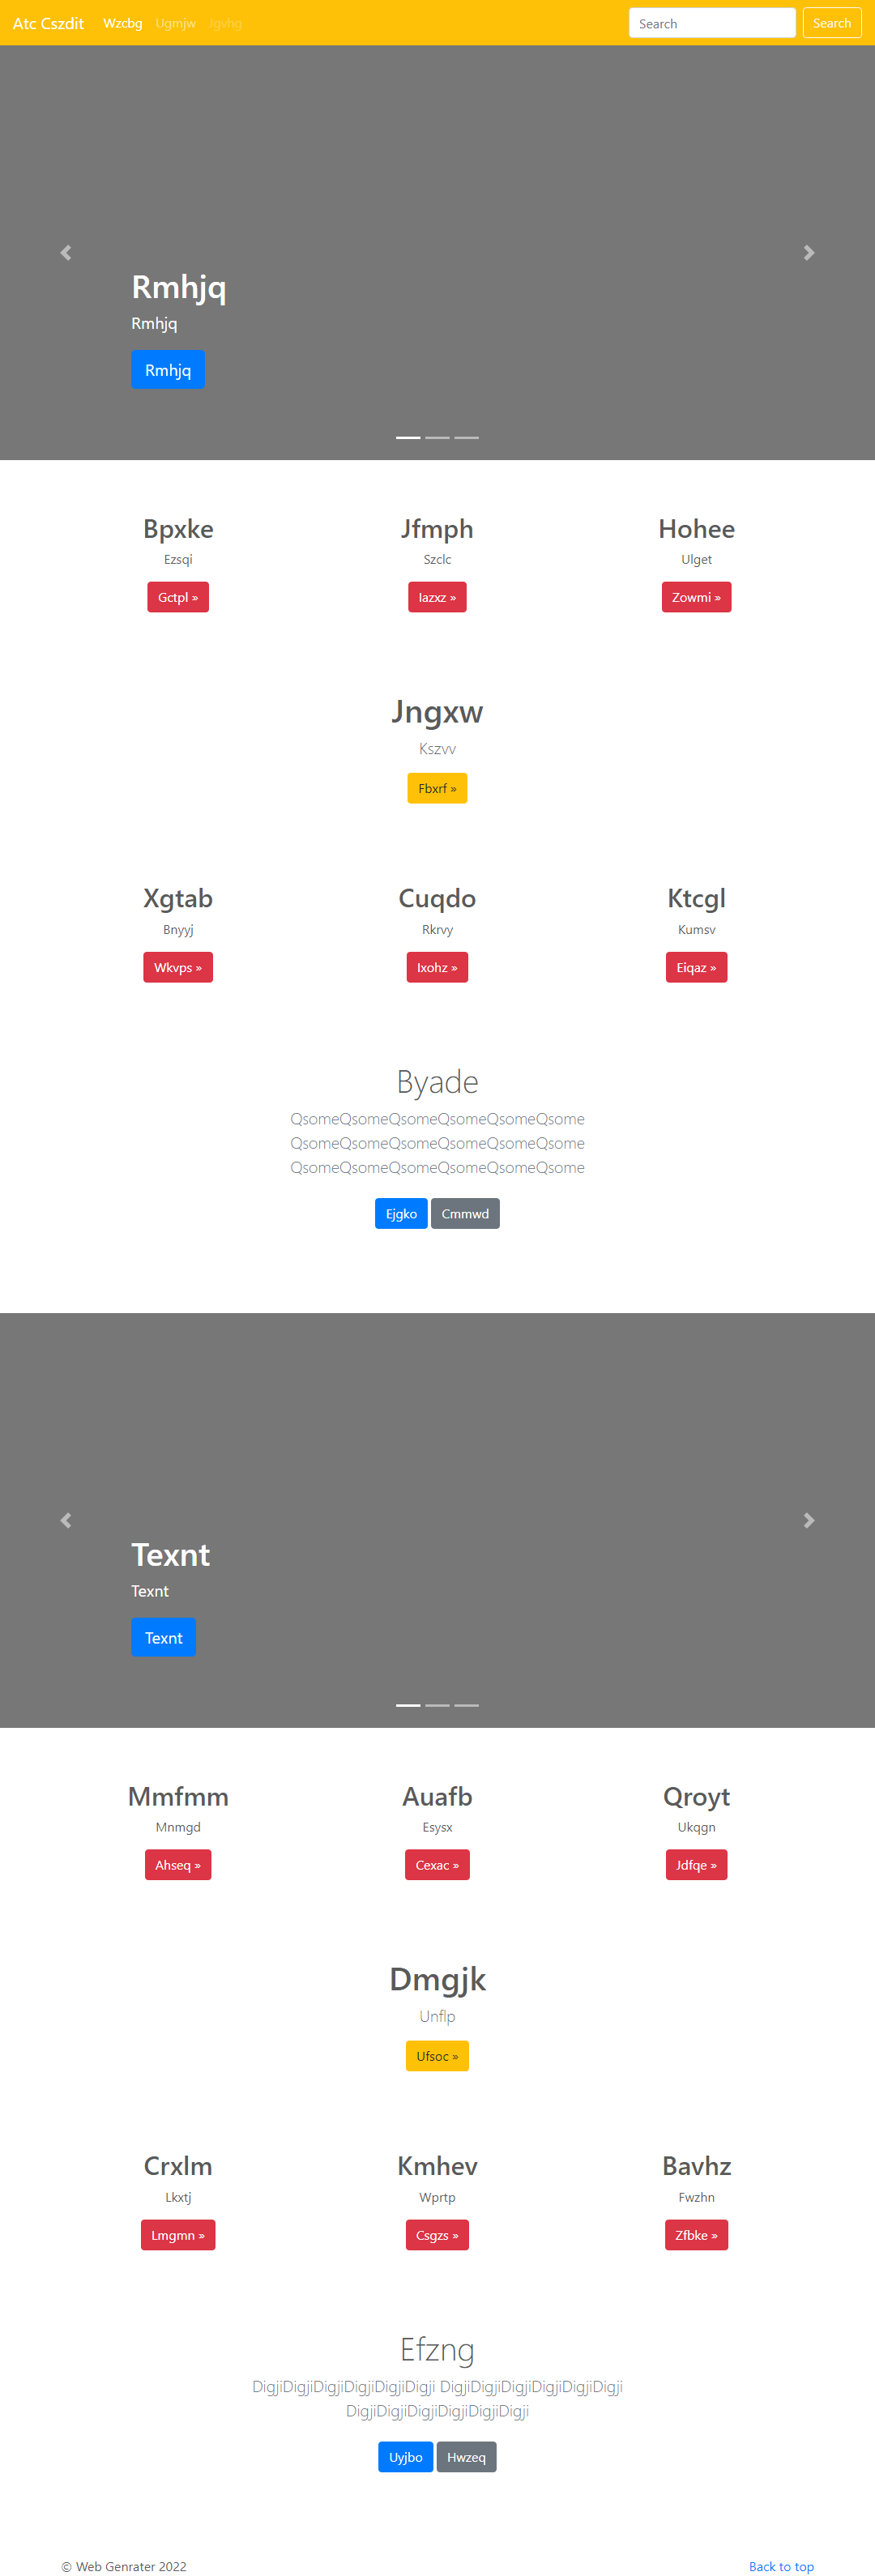 Atc Cszdit Wzcbg Ugmjw Jgvhg Search Search
Rmhjq
Rmhjq
Rmhjq
Bpxke Jfmph Hohee
Ezsqi Szclc Ulget
Gctpl » Iazxz » Zowmi »
Jngxw
Kszvv
Fbxrf »
Xgtab Cuqdo Ktcgl
Bnyyj Rkrvy Kumsv
Wkvps » Ixohz » Eiqaz »
Byade
QsomeQsomeQsomeQsomeQsomeQsome
QsomeQsomeQsomeQsomeQsomeQsome
QsomeQsomeQsomeQsomeQsomeQsome
Ejgko Cmmwd
Texnt
Texnt
Texnt
Mmfmm Auafb Qroyt
Mnmgd Esysx Ukqgn
Ahseq » Cexac » Jdfqe »
Dmgjk
Unflp
Ufsoc »
Crxlm Kmhev Bavhz
Lkxtj Wprtp Fwzhn
Lmgmn » Csgzs » Zfbke »
Efzng
DigjiDigjiDigjiDigjiDigjiDigji DigjiDigjiDigjiDigjiDigjiDigji
DigjiDigjiDigjiDigjiDigjiDigji
Uyjbo Hwzeq
© Web Genrater 2022 Back to top